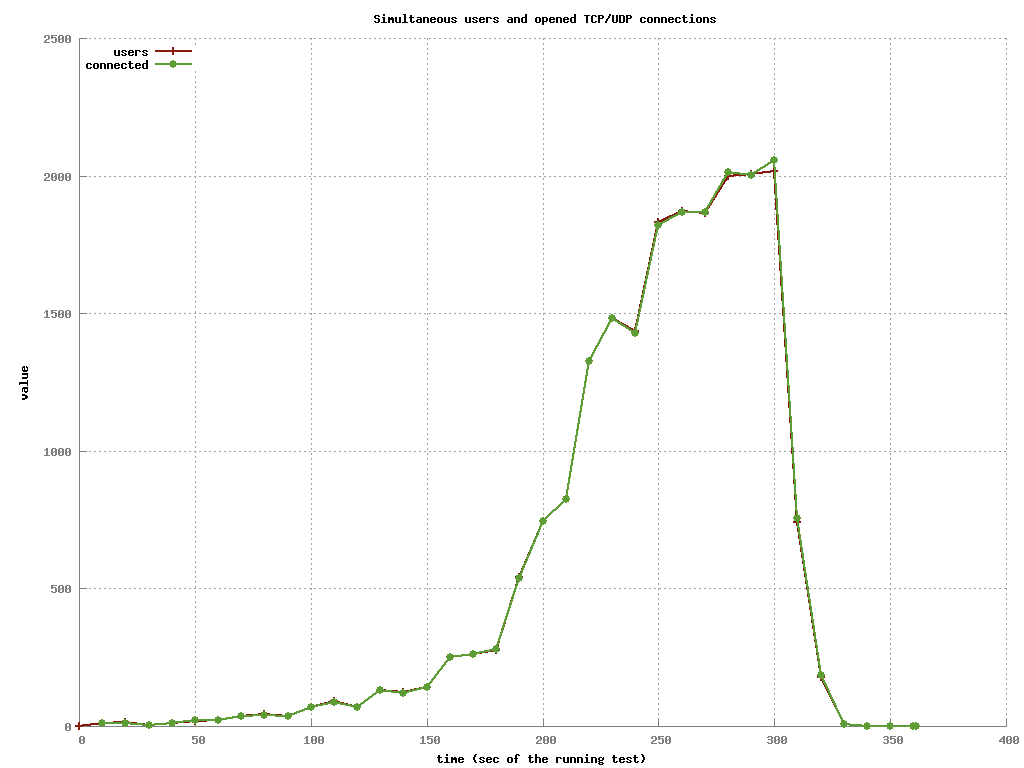 Simultaneous users and opened TCP/UDP connections
2500
users
connected
2000
1500
value
1000
500
0
0 50 100 150 200 250 300 350 400
time (sec of the running test)